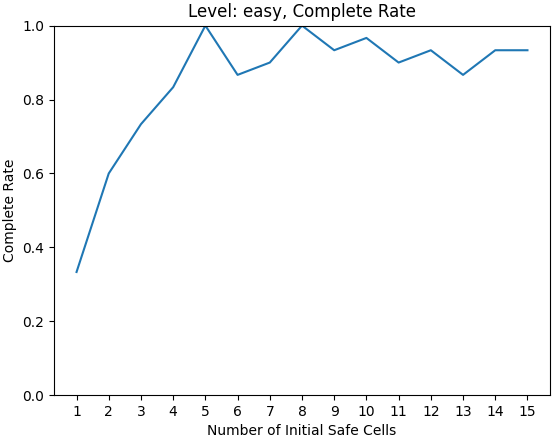 Level: easy, Complete Rate
1.0
0.8
0.6
0.4
0.2
0.0
Complete Rate
1 2 3 4 5 6 7 8 9 10 11 12 13 14 15
Number of Initial Safe Cells